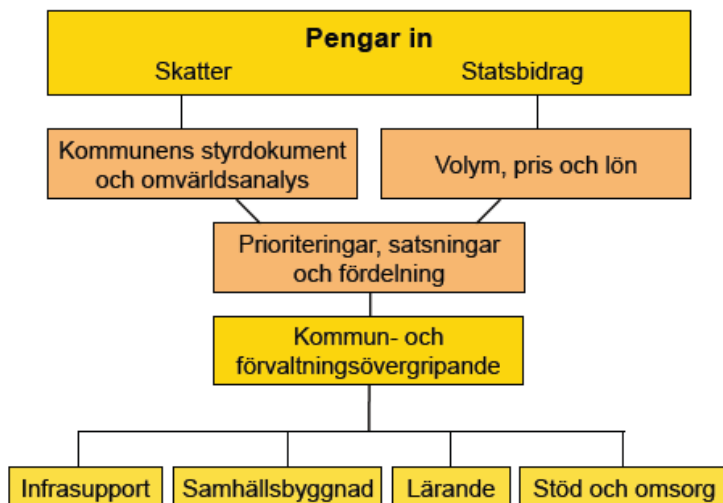 Pengar in
Skatter
Statsbidrag
Kommunens styrdokument
och omvärldsanalys
Volym, pris och lön
Prioriteringar, satsningar
och fördelning
Kommun- och
förvaltningsövergripande
Infrasupport
Samhällsbyggnad
Lärande
Stöd och omsorg